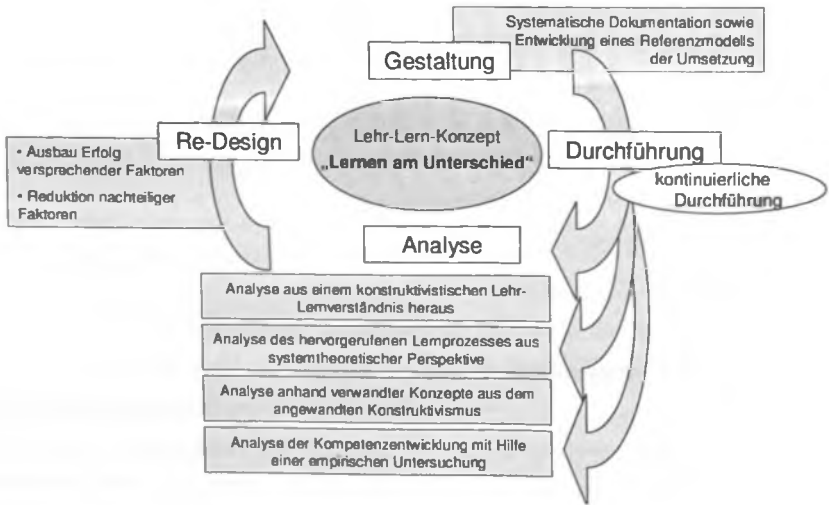 Systematische Dokumentation sowie
Entwicklung eines Referenzmodells
der Umsetzung
Gestaltung
Re-Design
• Ausbau Erfolg
versprechender Faktoren
• Reduktion nachteiliger
Faktoren
Lehr-Lern-Konzept
„Lernen am Unterschied“
Durchführung
kontinuierliche
Durchführung
Analyse
Analyse aus einem konstruktivistischen Lehr-
Lernverständnis heraus
Analyse des hervorgerufenen Lernprozesses aus
systemtheoretischer Perspektive
Analyse anhand verwandter Konzepte aus dem
angewandten Konstruktivismus
Analyse der Kompetenzentwicklung mit Hilfe
einer empirischen Untersuchung